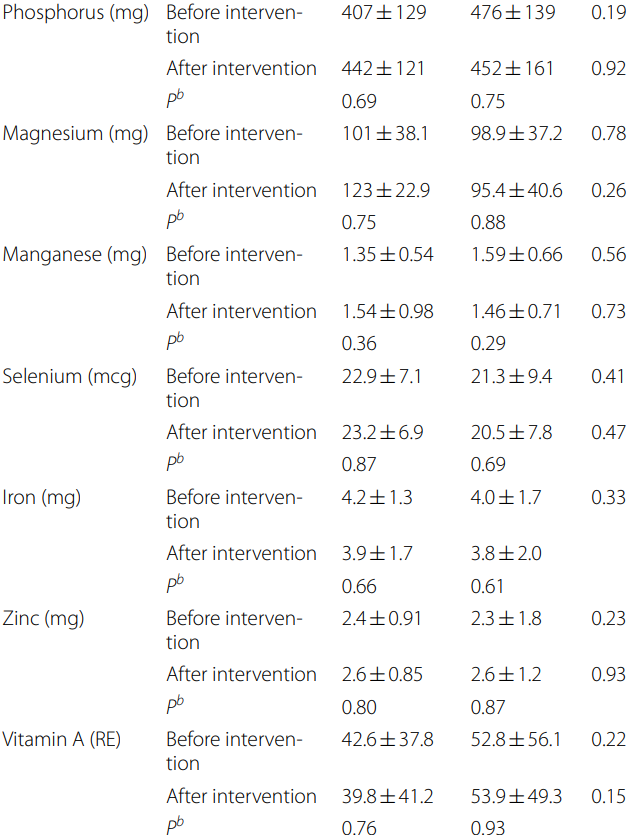 Phosphorus (mg) Before interven- 407 ± 129 476 ± 139 0.19
tion
After intervention 442 ± 121 452 ± 161 0.92
Pb 0.69 0.75
Magnesium (mg) Before interven- 101 ± 38.1 98.9 ± 37.2 0.78
tion
After intervention 123 ± 22.9 95.4 ± 40.6 0.26
Pb 0.75 0.88
Manganese (mg) Before interven- 1.35 ± 0.54 1.59 ± 0.66 0.56
tion
After intervention 1.54 ± 0.98 1.46 ± 0.71 0.73
Pb 0.36 0.29
Selenium (mcg) Before interven- 22.9 ± 7.1 21.3 ± 9.4 0.41
tion
After intervention 23.2 ± 6.9 20.5 ± 7.8 0.47
Pb 0.87 0.69
Iron (mg) Before interven- 4.2 ± 1.3 4.0 ± 1.7 0.33
tion
After intervention 3.9 ± 1.7 3.8 ± 2.0
Pb 0.66 0.61
Zinc (mg) Before interven- 2.4 ± 0.91 2.3 ± 1.8 0.23
tion
After intervention 2.6 ± 0.85 2.6 ± 1.2 0.93
Pb 0.80 0.87
Vitamin A (RE) Before interven- 42.6 ± 37.8 52.8 ± 56.1 0.22
tion
After intervention 39.8 ± 41.2 53.9 ± 49.3 0.15
Pb 0.76 0.93